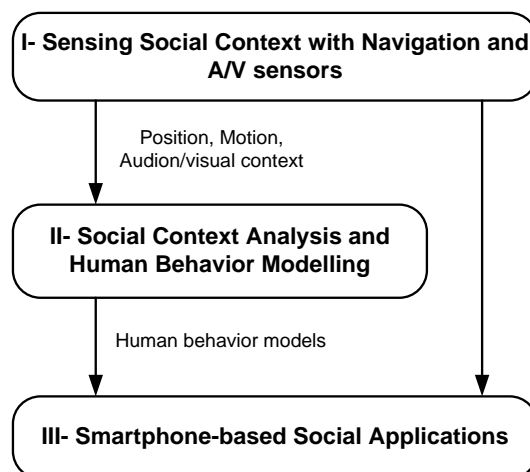 I- Sensing Social Context with Navigation and
A/V sensors
Position, Motion,
Audion/visual context
II- Social Context Analysis and
Human Behavior Modelling
Human behavior models
III- Smartphone-based Social Applications